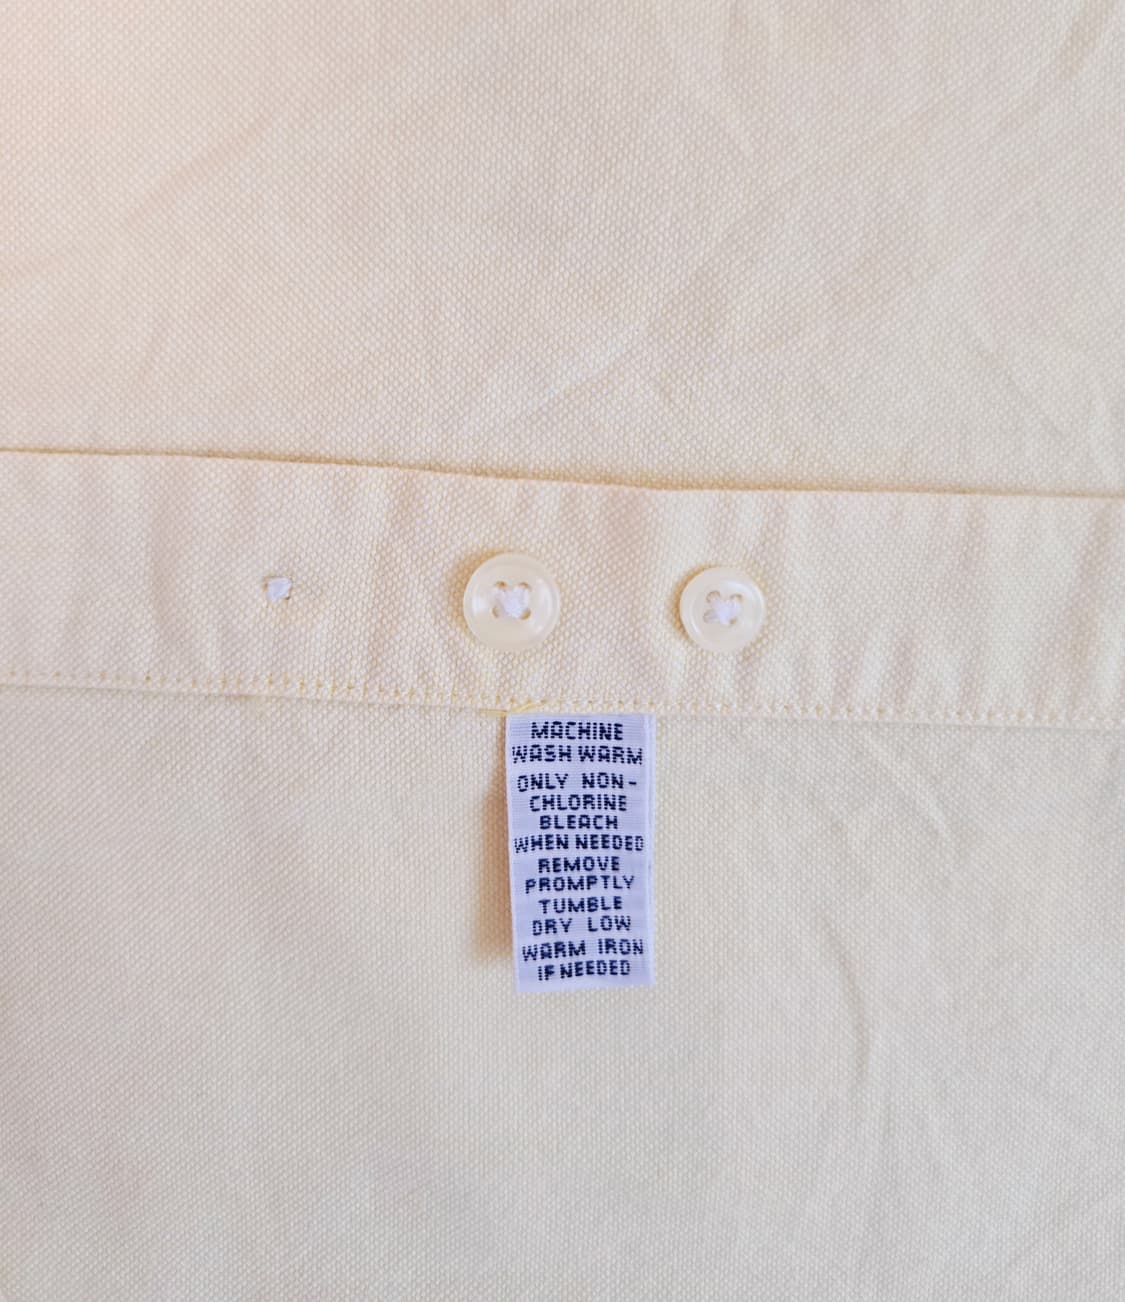 MACHINE
WASH WARM
ONLY NON-
CHLORINE
BLEACH
WHEN NEEDED
REMOVE
PROMPTLY
TUMBLE
DRY LOW
WARM IRON
IF NEEDED